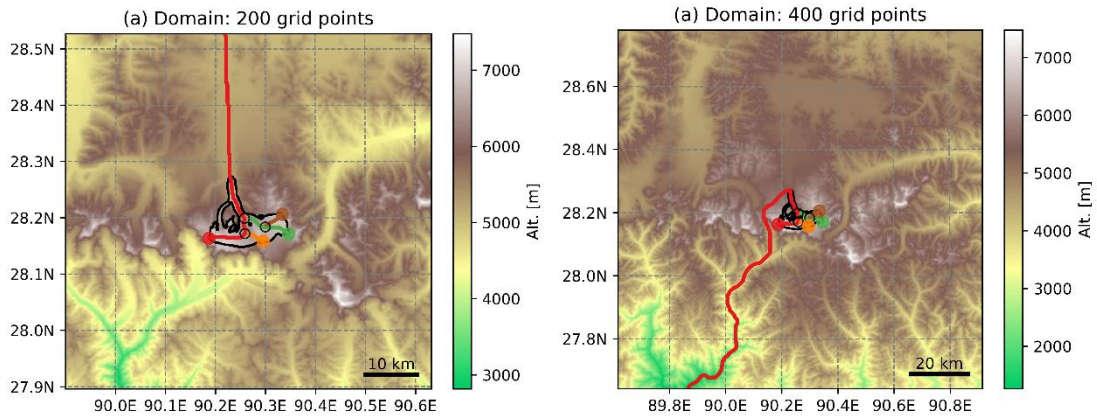 (a) Domain: 200 grid points
28.5N
28.4N
28.3N
28.2N
28.1N
28.0N
27.9N
90.0E 90.1E 90.2E 90.3E 90.4E 90.5E 90.6E
10 km
7000
6000
5000
4000
3000
Alt. [m]
(a) Domain: 400 grid points
28.6N
28.4N
28.2N
28.0N
27.8N
89.8E 90.0E 90.2E 90.4E 90.6E 90.8E
20 km
7000
6000
5000
4000
3000
2000
Alt. [m]